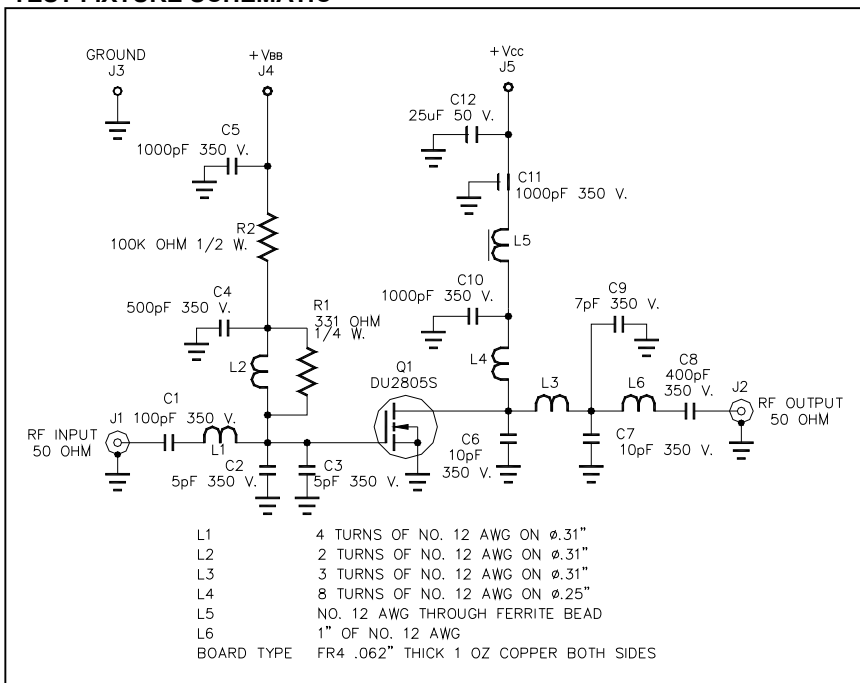 TEST FIXTURE SCHEMATIC
GROUND
J3
+VBB
J4
+Vcc
J5
C12
25uF 50 V.
C5
1000pF 350 V.
C11
1000pF 350 V.
R2
100K OHM 1/2 W.
L5
C4
500pF 350 V.
R1
331 OHM
1/4 W.
C10
1000pF 350 V.
C9
7pF 350 V.
L2
Q1
DU2805S
L4
L3
L6
C8
400pF
350 V.
J2
RF OUTPUT
50 OHM
C1
100pF 350 V.
J1
RF INPUT
50 OHM
L1
C2
5pF 350 V.
C3
5pF 350 V.
C6
10pF
350 V.
C7
10pF 350 V.
L1 4 TURNS OF NO. 12 AWG ON ø.31"
L2 2 TURNS OF NO. 12 AWG ON ø.31"
L3 3 TURNS OF NO. 12 AWG ON ø.31"
L4 8 TURNS OF NO. 12 AWG ON ø.25"
L5 NO. 12 AWG THROUGH FERRITE BEAD
L6 1" OF NO. 12 AWG
BOARD TYPE FR4 .062" THICK 1 OZ COPPER BOTH SIDES